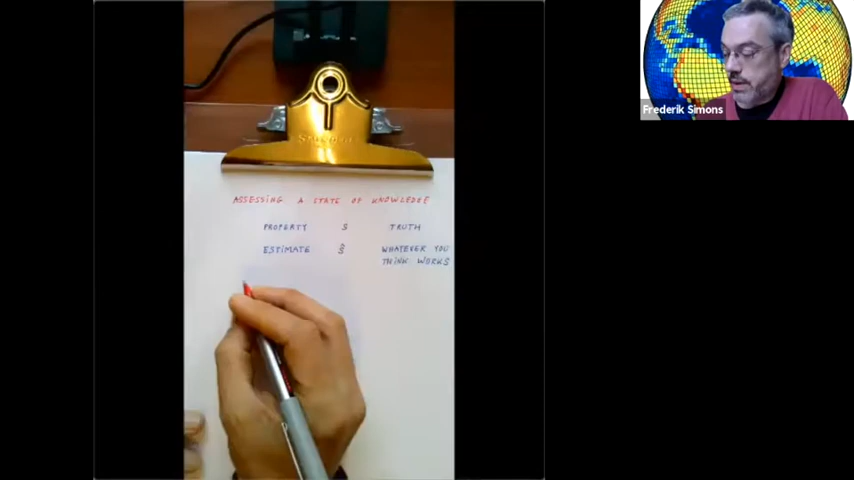 Frederik Simons
ASSESSING A STATE OF KNOWLEDGE
PROPERTY S TRUTH
ESTIMATE Ŝ WHATEVER YOU
THINK WORKS